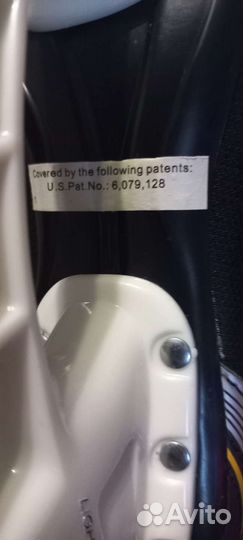 Covered by the following patents:
U.S.Pat.No.: 6,079,128
Avito